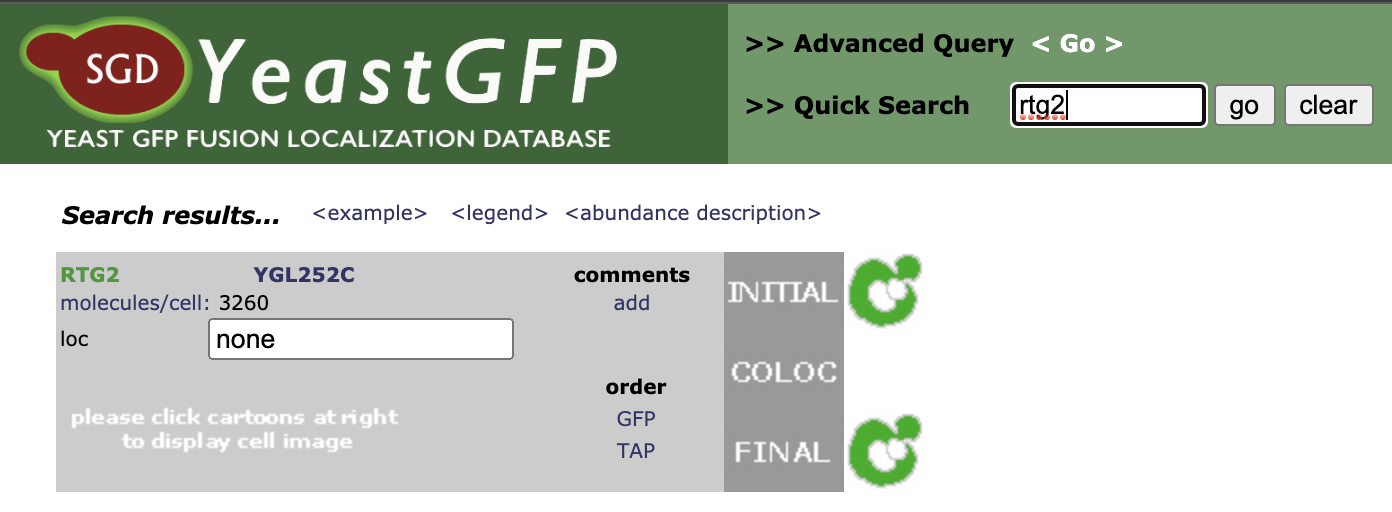 SGD YeastGFP
YEAST GFP FUSION LOCALIZATION DATABASE
>> Advanced Query < Go >
>> Quick Search rtg2 go clear
Search results... <example> <legend> <abundance description>
RTG2 YGL252C comments
molecules/cell: 3260 add
loc none
order
GFP
TAP
please click cartoons at right
to display cell image
INITIAL
COLOC
FINAL